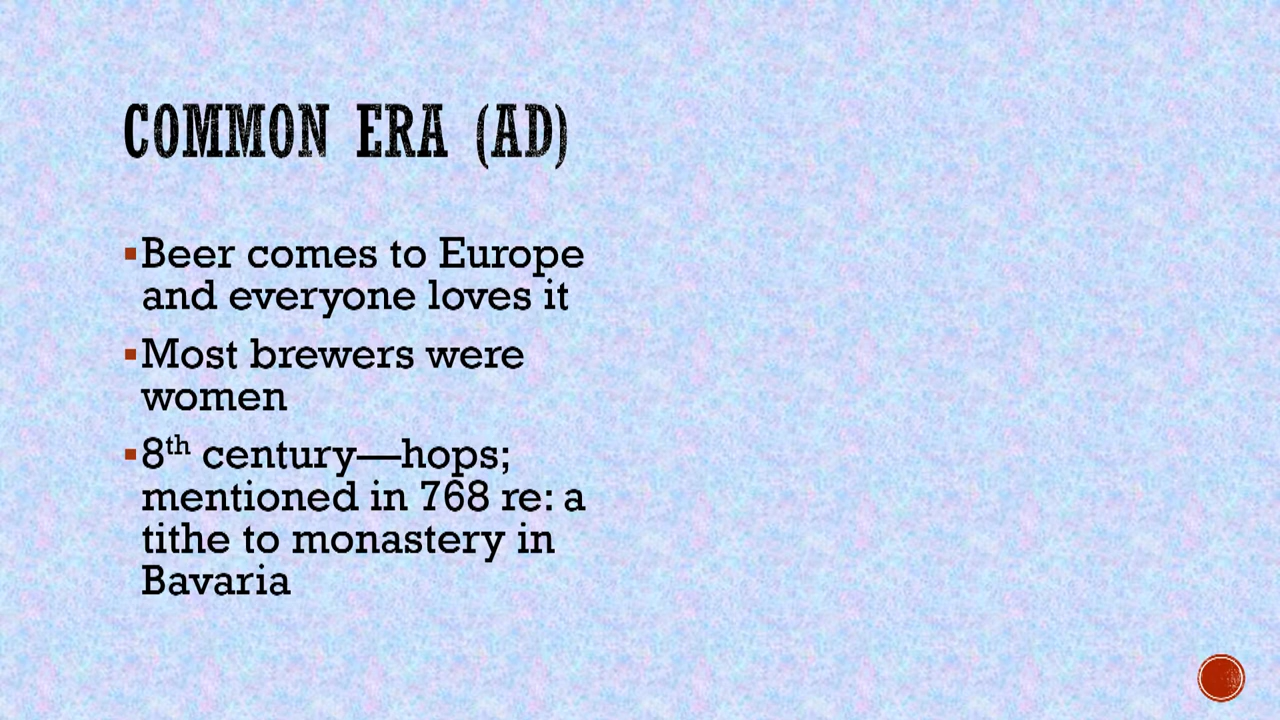 COMMON ERA (AD)
▪Beer comes to Europe
and everyone loves it
▪Most brewers were
women
▪8th century—hops;
mentioned in 768 re: a
tithe to monastery in
Bavaria